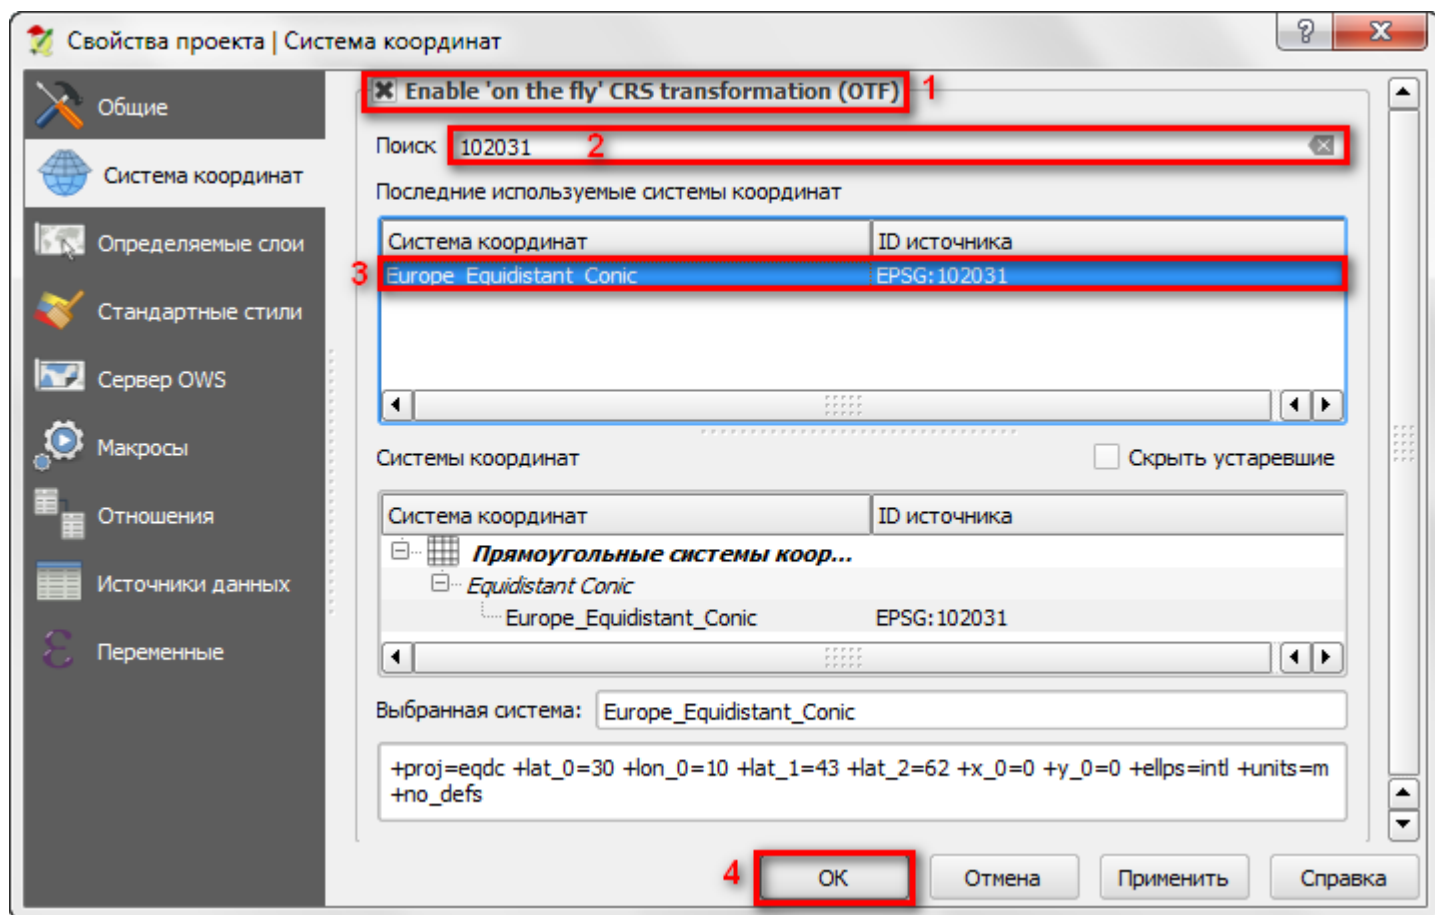 Свойства проекта | Система координат
Общие
Система координат
Определяемые слои
Стандартные стили
Сервер OWS
Макросы
Отношения
Источники данных
Переменные
Enable 'on the fly' CRS transformation (OTF) 1
Поиск 102031 2
Последние используемые системы координат
Система координат ID источника
3 Europe_Equidistant_Conic EPSG:102031
Системы координат Скрыть устаревшие
Система координат ID источника
Прямоугольные системы коор...
Equidistant Conic
Europe_Equidistant_Conic EPSG:102031
Выбранная система: Europe_Equidistant_Conic
+proj=eqdc +lat_0=30 +lon_0=10 +lat_1=43 +lat_2=62 +x_0=0 +y_0=0 +ellps=intl +units=m
+no_defs
4 OK Отмена Применить Справка